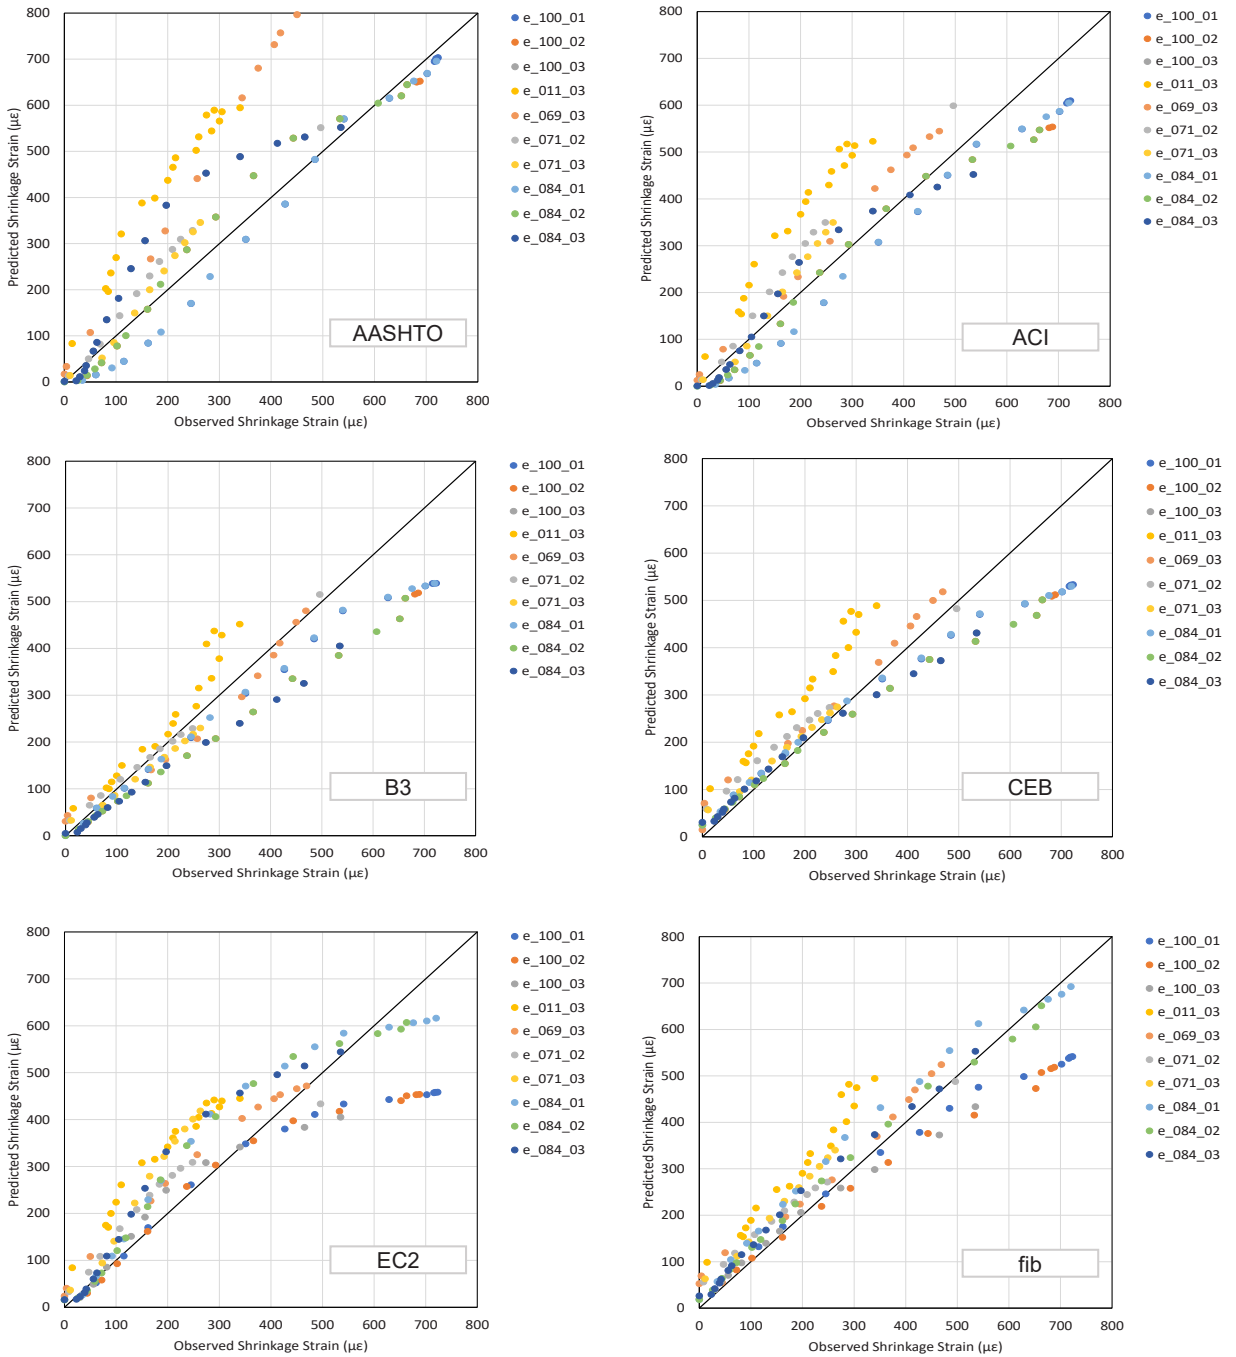 800
700
600
500
400
300
200
100
0
0 100 200 300 400 500 600 700 800
Predicted Shrinkage Strain (µε)
Observed Shrinkage Strain (µε)
AASHTO
e_100_01
e_100_02
e_100_03
e_011_03
e_069_03
e_071_02
e_071_03
e_084_01
e_084_02
e_084_03
800
700
600
500
400
300
200
100
0
0 100 200 300 400 500 600 700 800
Predicted Shrinkage Strain (µε)
Observed Shrinkage Strain (µε)
ACI
e_100_01
e_100_02
e_100_03
e_011_03
e_069_03
e_071_02
e_071_03
e_084_01
e_084_02
e_084_03
800
700
600
500
400
300
200
100
0
0 100 200 300 400 500 600 700 800
Predicted Shrinkage Strain (µε)
Observed Shrinkage Strain (µε)
B3
e_100_01
e_100_02
e_100_03
e_011_03
e_069_03
e_071_02
e_071_03
e_084_01
e_084_02
e_084_03
800
700
600
500
400
300
200
100
0
0 100 200 300 400 500 600 700 800
Predicted Shrinkage Strain (µε)
Observed Shrinkage Strain (µε)
CEB
e_100_01
e_100_02
e_100_03
e_011_03
e_069_03
e_071_02
e_071_03
e_084_01
e_084_02
e_084_03
800
700
600
500
400
300
200
100
0
0 100 200 300 400 500 600 700 800
Predicted Shrinkage Strain (µε)
Observed Shrinkage Strain (µε)
EC2
e_100_01
e_100_02
e_100_03
e_011_03
e_069_03
e_071_02
e_071_03
e_084_01
e_084_02
e_084_03
800
700
600
500
400
300
200
100
0
0 100 200 300 400 500 600 700 800
Predicted Shrinkage Strain (µε)
Observed Shrinkage Strain (µε)
fib
e_100_01
e_100_02
e_100_03
e_011_03
e_069_03
e_071_02
e_071_03
e_084_01
e_084_02
e_084_03